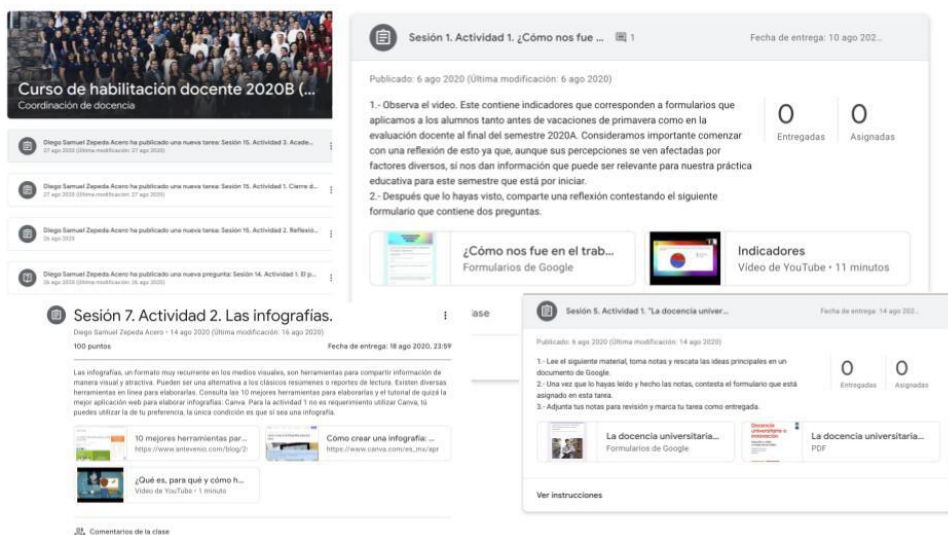 Curso de habilitación docente 2020B (...
Coordinación de docencia
Diego Samuel Zepeda Acero ha publicado una nueva tarea: Sesión 15. Actividad 3. Acade...
27 ago 2020 (Última modificación: 27 ago 2020)
Diego Samuel Zepeda Acero ha publicado una nueva tarea: Sesión 15. Actividad 1. Cierre d...
27 ago 2020 (Última modificación: 27 ago 2020)
Diego Samuel Zepeda Acero ha publicado una nueva tarea: Sesión 15. Actividad 2. Reflexió...
26 ago 2020
Diego Samuel Zepeda Acero ha publicado una nueva pregunta: Sesión 14. Actividad 1. El p...
26 ago 2020 (Última modificación: 26 ago 2020)
Sesión 1. Actividad 1. ¿Cómo nos fue ...
1
Fecha de entrega: 10 ago 202...
Publicado: 6 ago 2020 (Última modificación: 6 ago 2020)
1.- Observa el video. Este contiene indicadores que corresponden a formularios que
aplicamos a los alumnos tanto antes de vacaciones de primavera como en la
evaluación docente al final del semestre 2020A. Consideramos importante comenzar
con una reflexión de esto ya que, aunque sus percepciones se ven afectadas por
factores diversos, si nos dan información que puede ser relevante para nuestra práctica
educativa para este semestre que está por iniciar.
2.- Después que lo hayas visto, comparte una reflexión contestando el siguiente
formulario que contiene dos preguntas.
0
Entregadas
0
Asignadas
¿Cómo nos fue en el trab...
Formularios de Google
Indicadores
Vídeo de YouTube • 11 minutos
Sesión 7. Actividad 2. Las infografías.
Diego Samuel Zepeda Acero • 14 ago 2020 (Última modificación: 16 ago 2020)
100 puntos
Fecha de entrega: 18 ago 2020, 23:59
Las infografías, un formato muy recurrente en los medios visuales, son herramientas para compartir información de
manera visual y atractiva. Pueden ser una alternativa a los clásicos resúmenes o reportes de lectura. Existen diversas
herramientas en línea para elaborarlas. Consulta las 10 mejores herramientas para elaborarlas y el tutorial de quizá la
mejor aplicación web para elaborar infografías: Canva. Para la actividad 1 no es requerimiento utilizar Canva, tú
puedes utilizar la de tu preferencia, la única condición es que sí sea una infografía.
10 mejores herramientas par...
https://www.antevenio.com/blog/2
Cómo crear una infografía: ...
https://www.canva.com/es_mx/apr
¿Qué es, para qué y cómo h...
Vídeo de YouTube • 1 minuto
Comentarios de la clase
ase
Sesión 5. Actividad 1. "La docencia univer...
Fecha de entrega: 14 ago 202...
Publicado: 6 ago 2020 (Última modificación: 14 ago 2020)
1.- Lee el siguiente material, toma notas y rescata las ideas principales en un
documento de Google.
2.- Una vez que lo hayas leído y hecho las notas, contesta el formulario que está
asignado en esta tarea.
3.- Adjunta tus notas para revisión y marca tu tarea como entregada.
0
Entregadas
0
Asignadas
La docencia universitaria...
Formularios de Google
La docencia universitaria...
PDF
Ver instrucciones